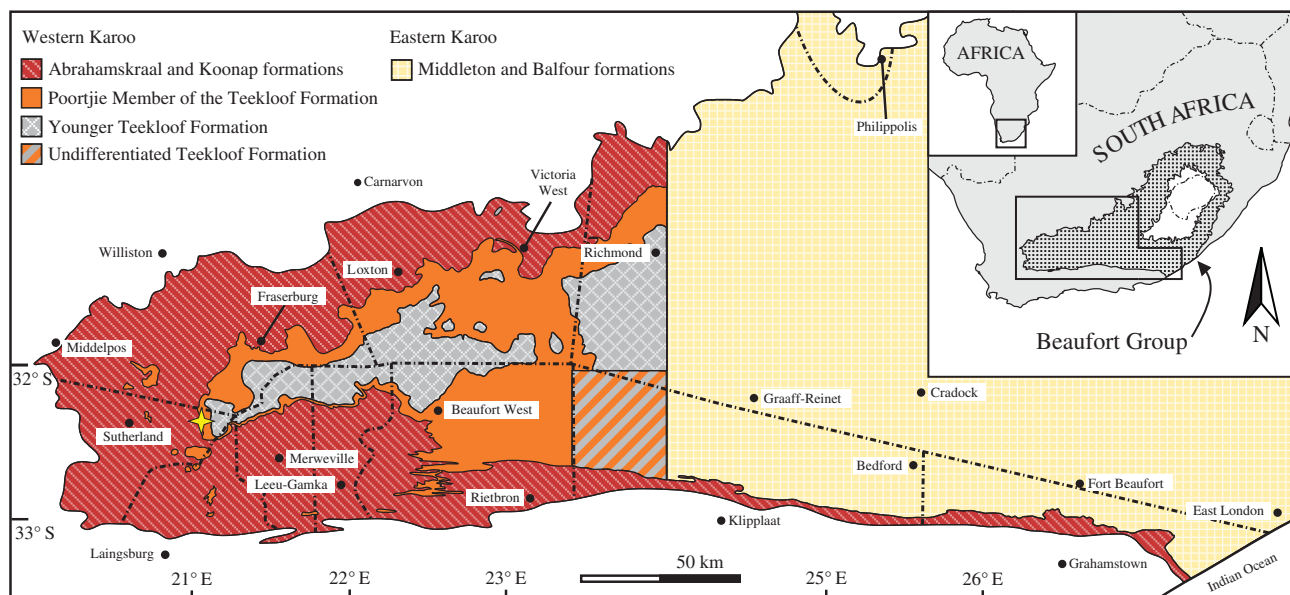 Western Karoo
Abrahamskraal and Koonap formations
Poortjie Member of the Teekloof Formation
Younger Teekloof Formation
Undifferentiated Teekloof Formation
Eastern Karoo
Middleton and Balfour formations
AFRICA
SOUTH AFRICA
Beaufort Group
N
Philippolis
Carnarvon
Victoria
West
Williston
Loxton
Richmond
Fraserburg
Middelpos
32° S
Beaufort West
Graaff-Reinet
Cradock
Sutherland
Merweville
Bedford
Leeu-Gamka
Rietbron
Fort Beaufort
33° S
Klipplaat
East London
Laingsburg
Grahamstown
Indian Ocean
50 km
21° E
22° E
23° E
25° E
26° E